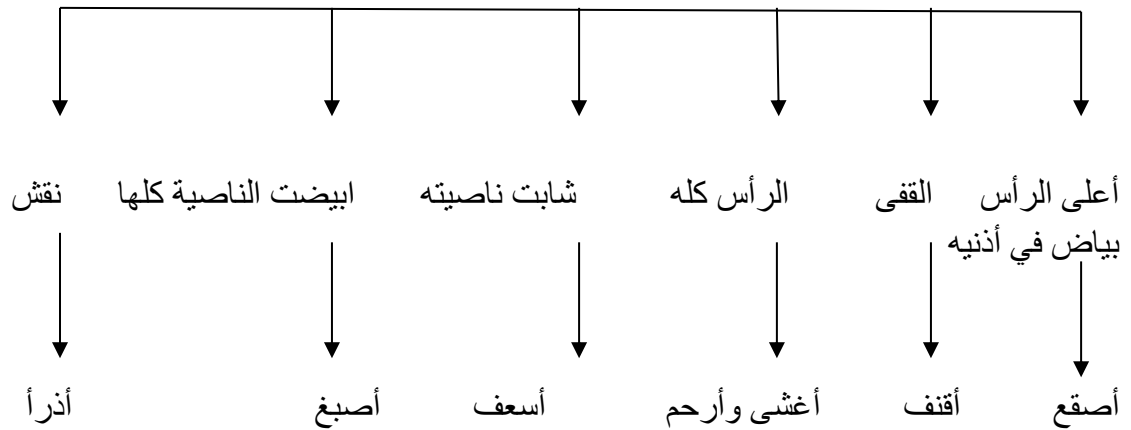 أعلى الرأس القفى الرأس كله شابت ناصيته ابيضت الناصية كلها نقش
بياض في أذنيه
أصقع أقنف أغشى وأرحم أسعف أصبغ أذرأ